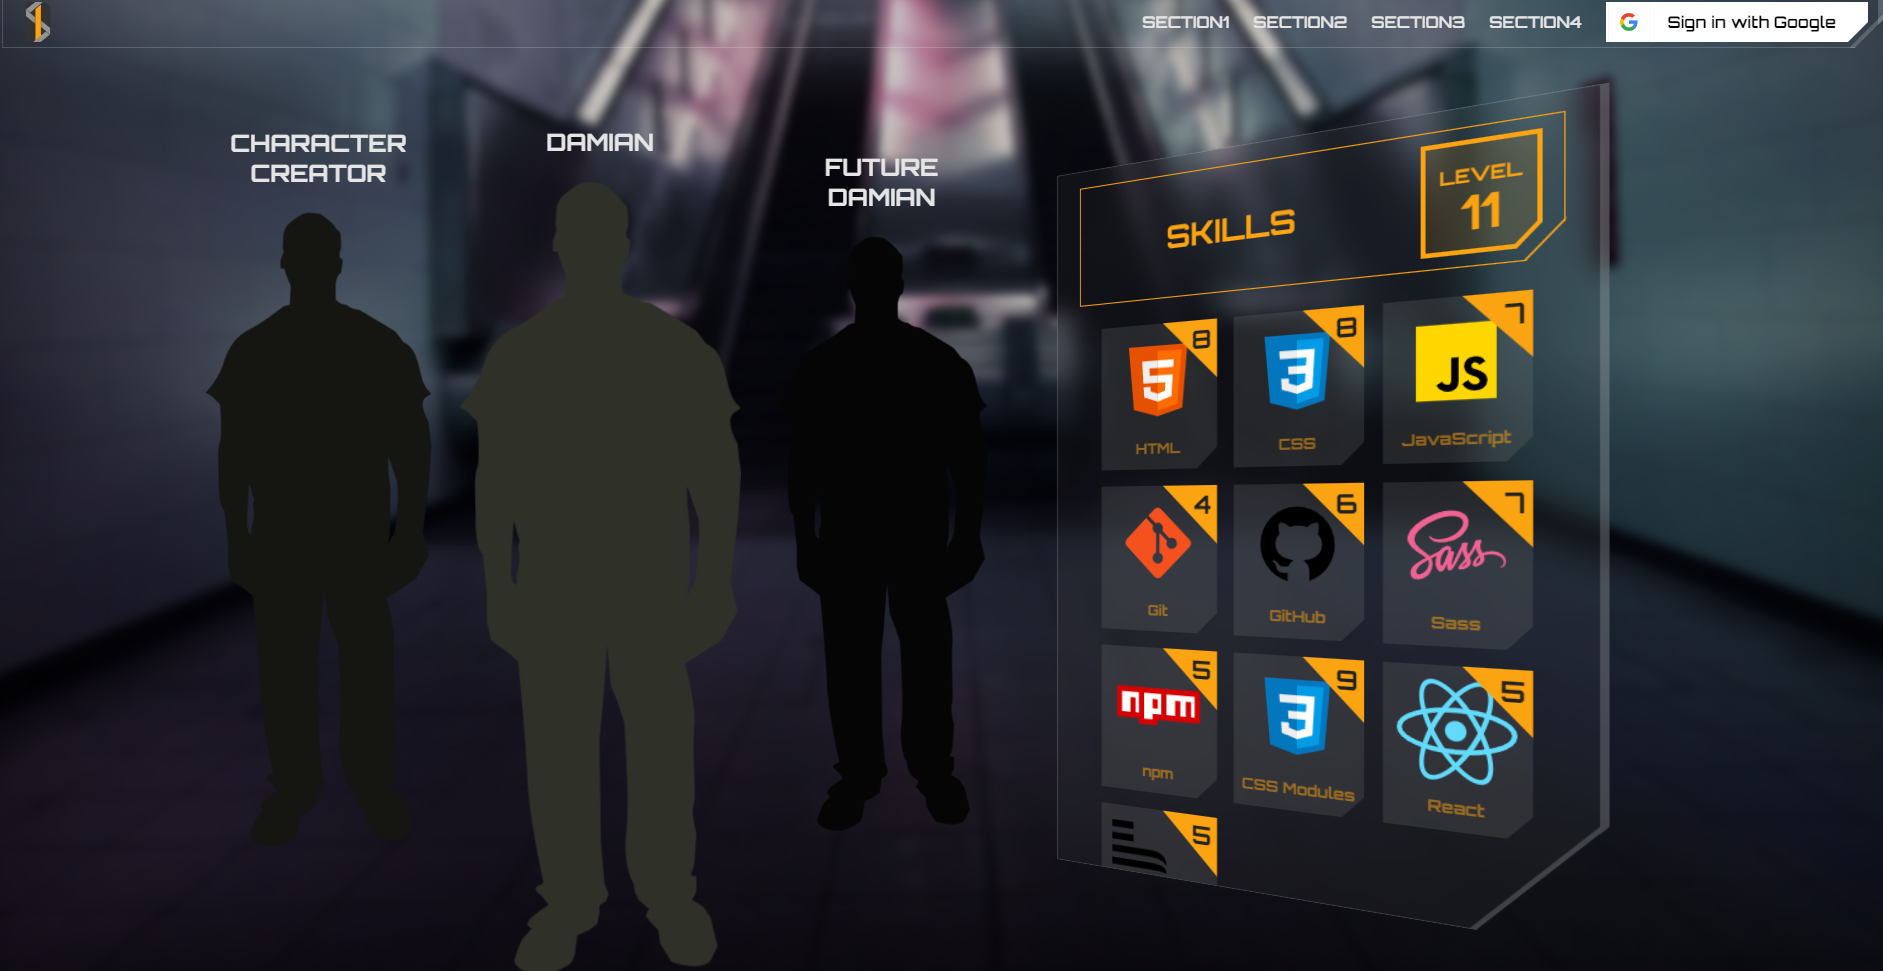 SECTION1 SECTION2 SECTION3 SECTION4 Sign in with Google
CHARACTER
CREATOR
DAMIAN
FUTURE
DAMIAN
SKILLS
LEVEL
11
8
HTML
8
CSS
7
JS
JavaScript
4
Git
6
GitHub
7
Sass
Sass
5
npm
npm
9
CSS Modules
5
React
5